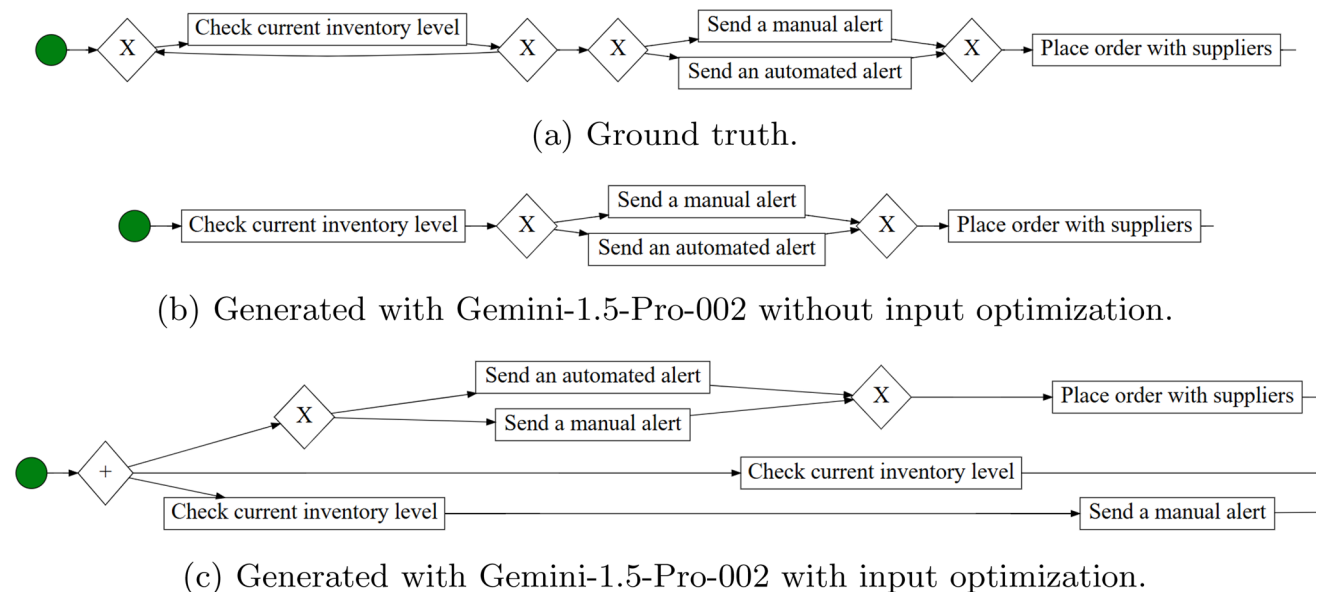 X
Check current inventory level
X
X
Send a manual alert
Send an automated alert
X
Place order with suppliers
(a) Ground truth.
Check current inventory level
X
Send a manual alert
Send an automated alert
X
Place order with suppliers
(b) Generated with Gemini-1.5-Pro-002 without input optimization.
+
X
Send an automated alert
Send a manual alert
X
Place order with suppliers
Check current inventory level
Check current inventory level
Send a manual alert
(c) Generated with Gemini-1.5-Pro-002 with input optimization.